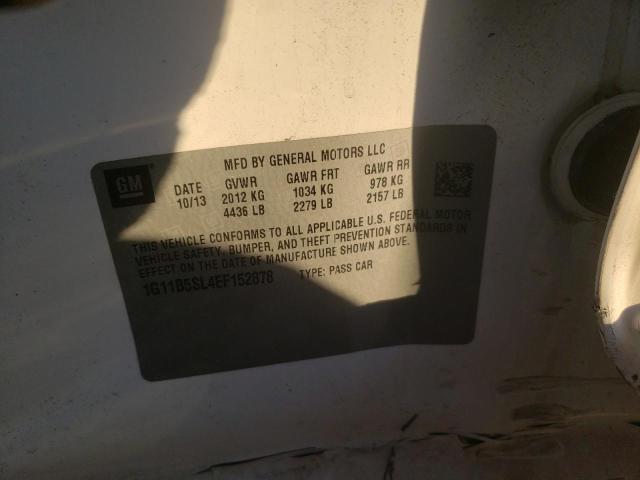 MFD BY GENERAL MOTORS LLC
GM
DATE GVWR GAWR FRT GAWR RR
10/13 2012 KG 1034 KG 978 KG
4436 LB 2279 LB 2157 LB
THIS VEHICLE CONFORMS TO ALL APPLICABLE U.S. FEDERAL MOTOR
VEHICLE SAFETY, BUMPER, AND THEFT PREVENTION STANDARDS IN
EFFECT ON THE DATE OF MANUFACTURE SHOWN ABOVE.
1G11B5SL4EF152878 TYPE: PASS CAR